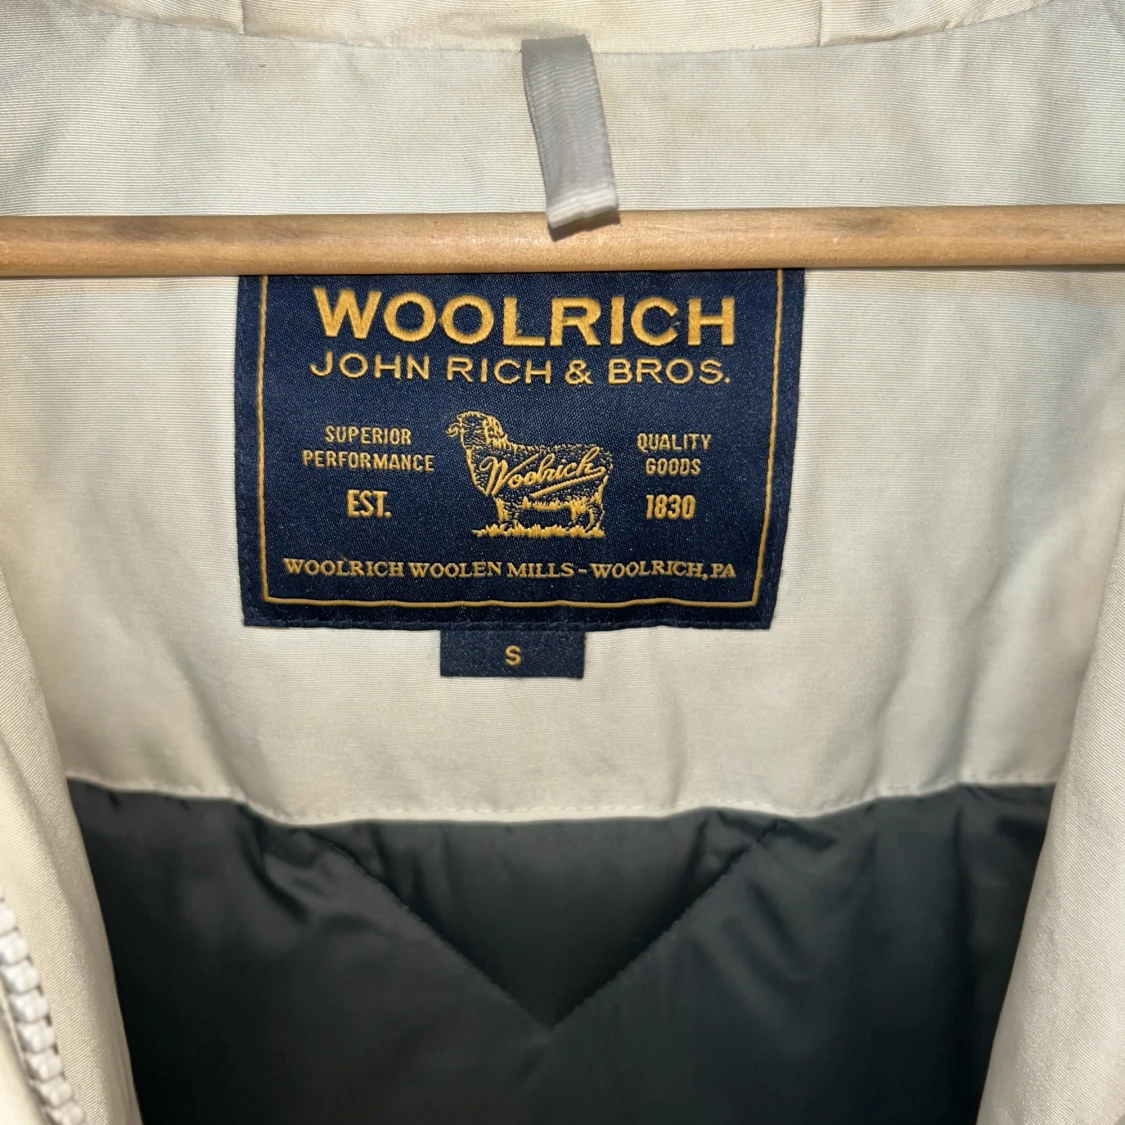 WOOLRICH
JOHN RICH & BROS.
SUPERIOR
PERFORMANCE
EST.
Woolrich
QUALITY
GOODS
1830
WOOLRICH WOOLEN MILLS-WOOLRICH, PA
S